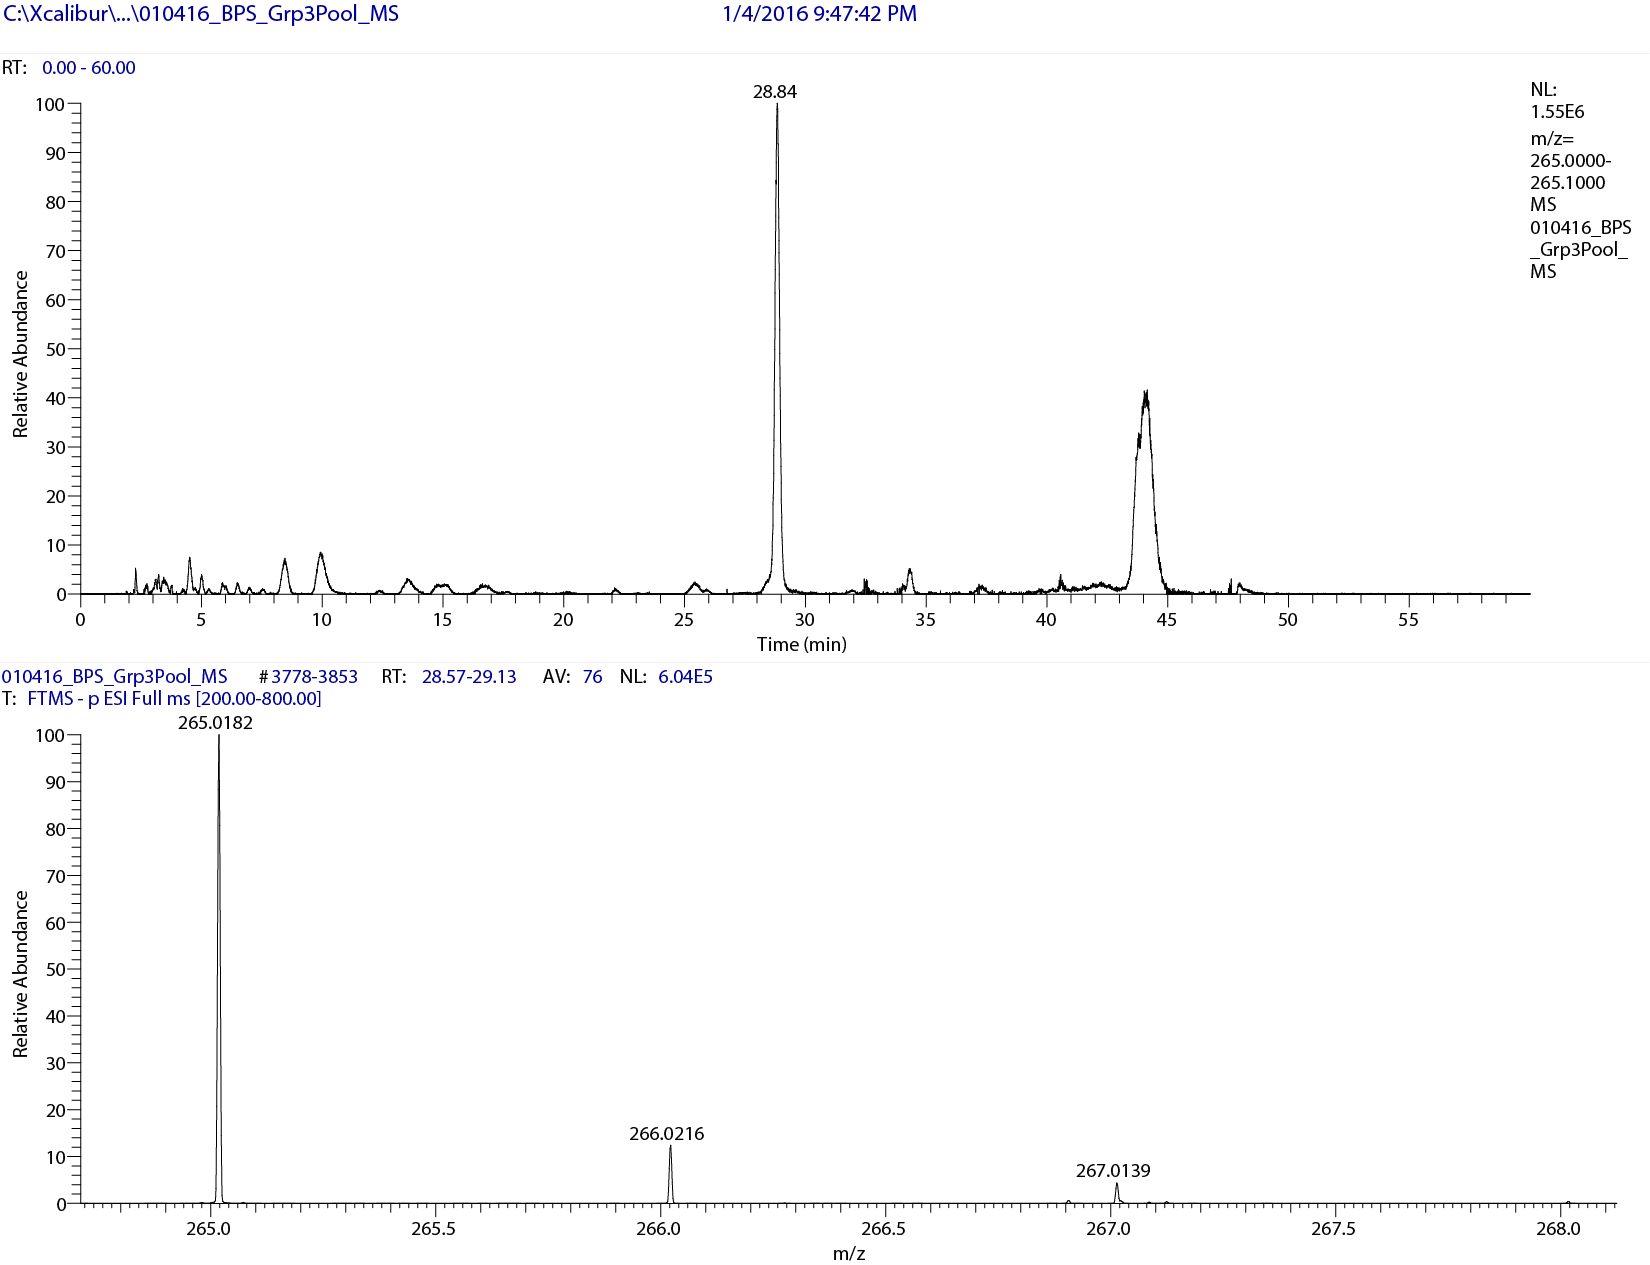 C:\Xcalibur\...\010416_BPS_Grp3Pool_MS 1/4/2016 9:47:42 PM
RT: 0.00 - 60.00
28.84
NL:
1.55E6
m/z=
265.0000-
265.1000
MS
010416_BPS
_Grp3Pool_
MS
100
90
80
70
60
50
40
30
20
10
0
Relative Abundance
0 5 10 15 20 25 30 35 40 45 50 55
Time (min)
010416_BPS_Grp3Pool_MS #3778-3853 RT: 28.57-29.13 AV: 76 NL: 6.04E5
T: FTMS - p ESI Full ms [200.00-800.00]
265.0182
100
90
80
70
60
50
40
30
20
10
0
Relative Abundance
266.0216
267.0139
265.0 265.5 266.0 266.5 267.0 267.5 268.0
m/z